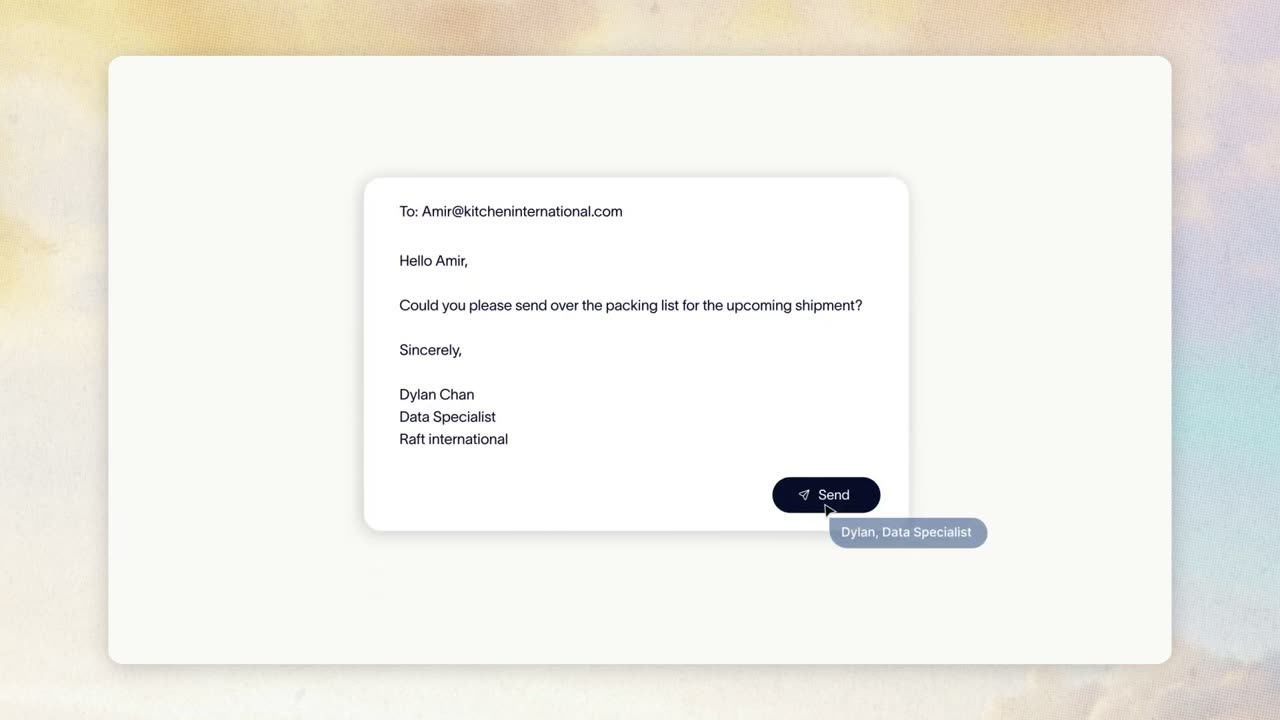 To: Amir@kitcheninternational.com
Hello Amir,
Could you please send over the packing list for the upcoming shipment?
Sincerely,
Dylan Chan
Data Specialist
Raft international
Send
Dylan, Data Specialist